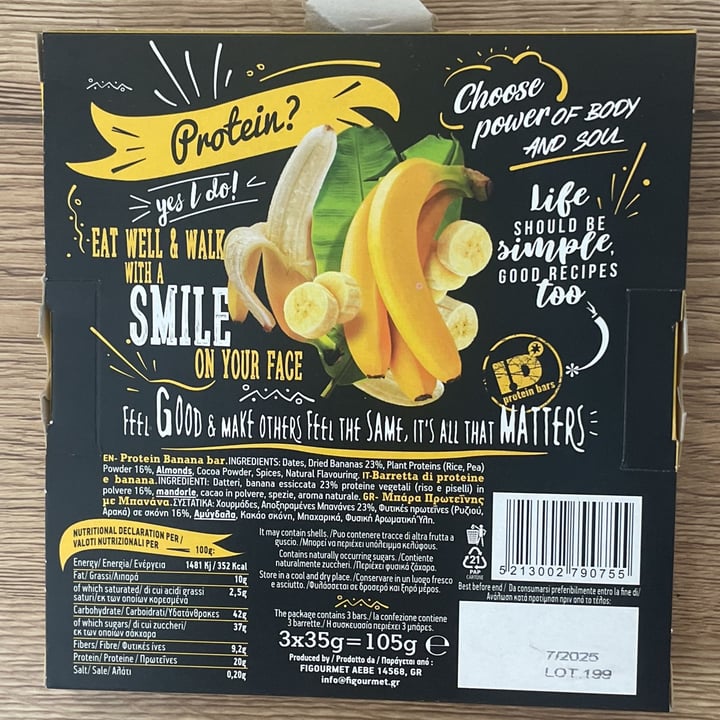 Protein?
yes I do!
EAT WELL & WALK
WITH A
SMILE
ON YOUR FACE
Choose
power OF BODY
AND SOUL
Life
SHOULD BE
simple,
GOOD RECIPES
too
ID
protein bars
FEEL GOOD & MAKE OTHERS FEEL THE SAME, IT'S ALL THAT MATTERS
EN- Protein Banana bar. INGREDIENTS: Dates, Dried Bananas 23%, Plant Proteins (Rice, Pea)
Powder 16%, Almonds, Cocoa Powder, Spices, Natural Flavouring. IT-Barretta di proteine
e banana. INGREDIENTI: Datteri, banana essiccata 23% proteine vegetali (riso e piselli) in
polvere 16%, mandorle, cacao in polvere, spezie, aroma naturale. GR- Μπάρα Πρωτεΐνης
με Μπανάνα. ΣΥΣΤΑΤΙΚΑ: Χουρμάδες, Αποξηραμένες Μπανάνες 23%, Φυτικές πρωτεΐνες (Ρυζιού,
Αρακά) σε σκόνη 16%, Αμύγδαλα, Κακάο σκόνη, Μπαχαρικά, Φυσική Αρωματική Ύλη.
NUTRITIONAL DECLARATION PER /
VALOTI NUTRIZIONALI PER 100g:
Energy/ Energia/ Ενέργεια 1481 Kj / 352 Kcal
Fat/ Grassi/Λιπαρά 10g
of which saturated/ di cui acidi grassi
saturi/εκ των οποίων κορεσμένα 2,5g
Carbohydrate/ Carboidrati/Υδατάνθρακες 42g
of which sugars/ di cui zuccheri/
εκ των οποίων σάκχαρα 37g
Fibers/ Fibre/ Φυτικές ίνες 9,2g
Protein/ Proteine / Πρωτεΐνες 20g
Salt/ Sale/ Αλάτι 0,20g
It may contain shells. /Puo contenere tracce di altra frutta a
guscio. /Μπορεί να περιέχει υπόλειμμα κελύφους.
Contains naturally occurring sugars. /Contiente
naturalmente zuccheri. /Περιέχει φυσικά ζάχαρα.
Store in a cool and dry place. /Conservare in un luogo fresco
e asciutto. /Φυλάσσεται σε δροσερό και ξηρό μέρος.
The package contains 3 bars. / la confezione contiene
3 barrette. / Η συσκευασία περιέχει 3 μπάρες.
3x35g=105g e
Produced by / Prodotto da / Παράγεται από :
FIGOURMET AEBE 14568, GR
info@figourmet.gr
21
PAP
CARTONE
5 213002 790755
Best before end / Da consumarsi preferibilmente entro la fine di/
Ανάλωση κατά προτίμηση πριν από το τέλος:
7/2025
LOT.199